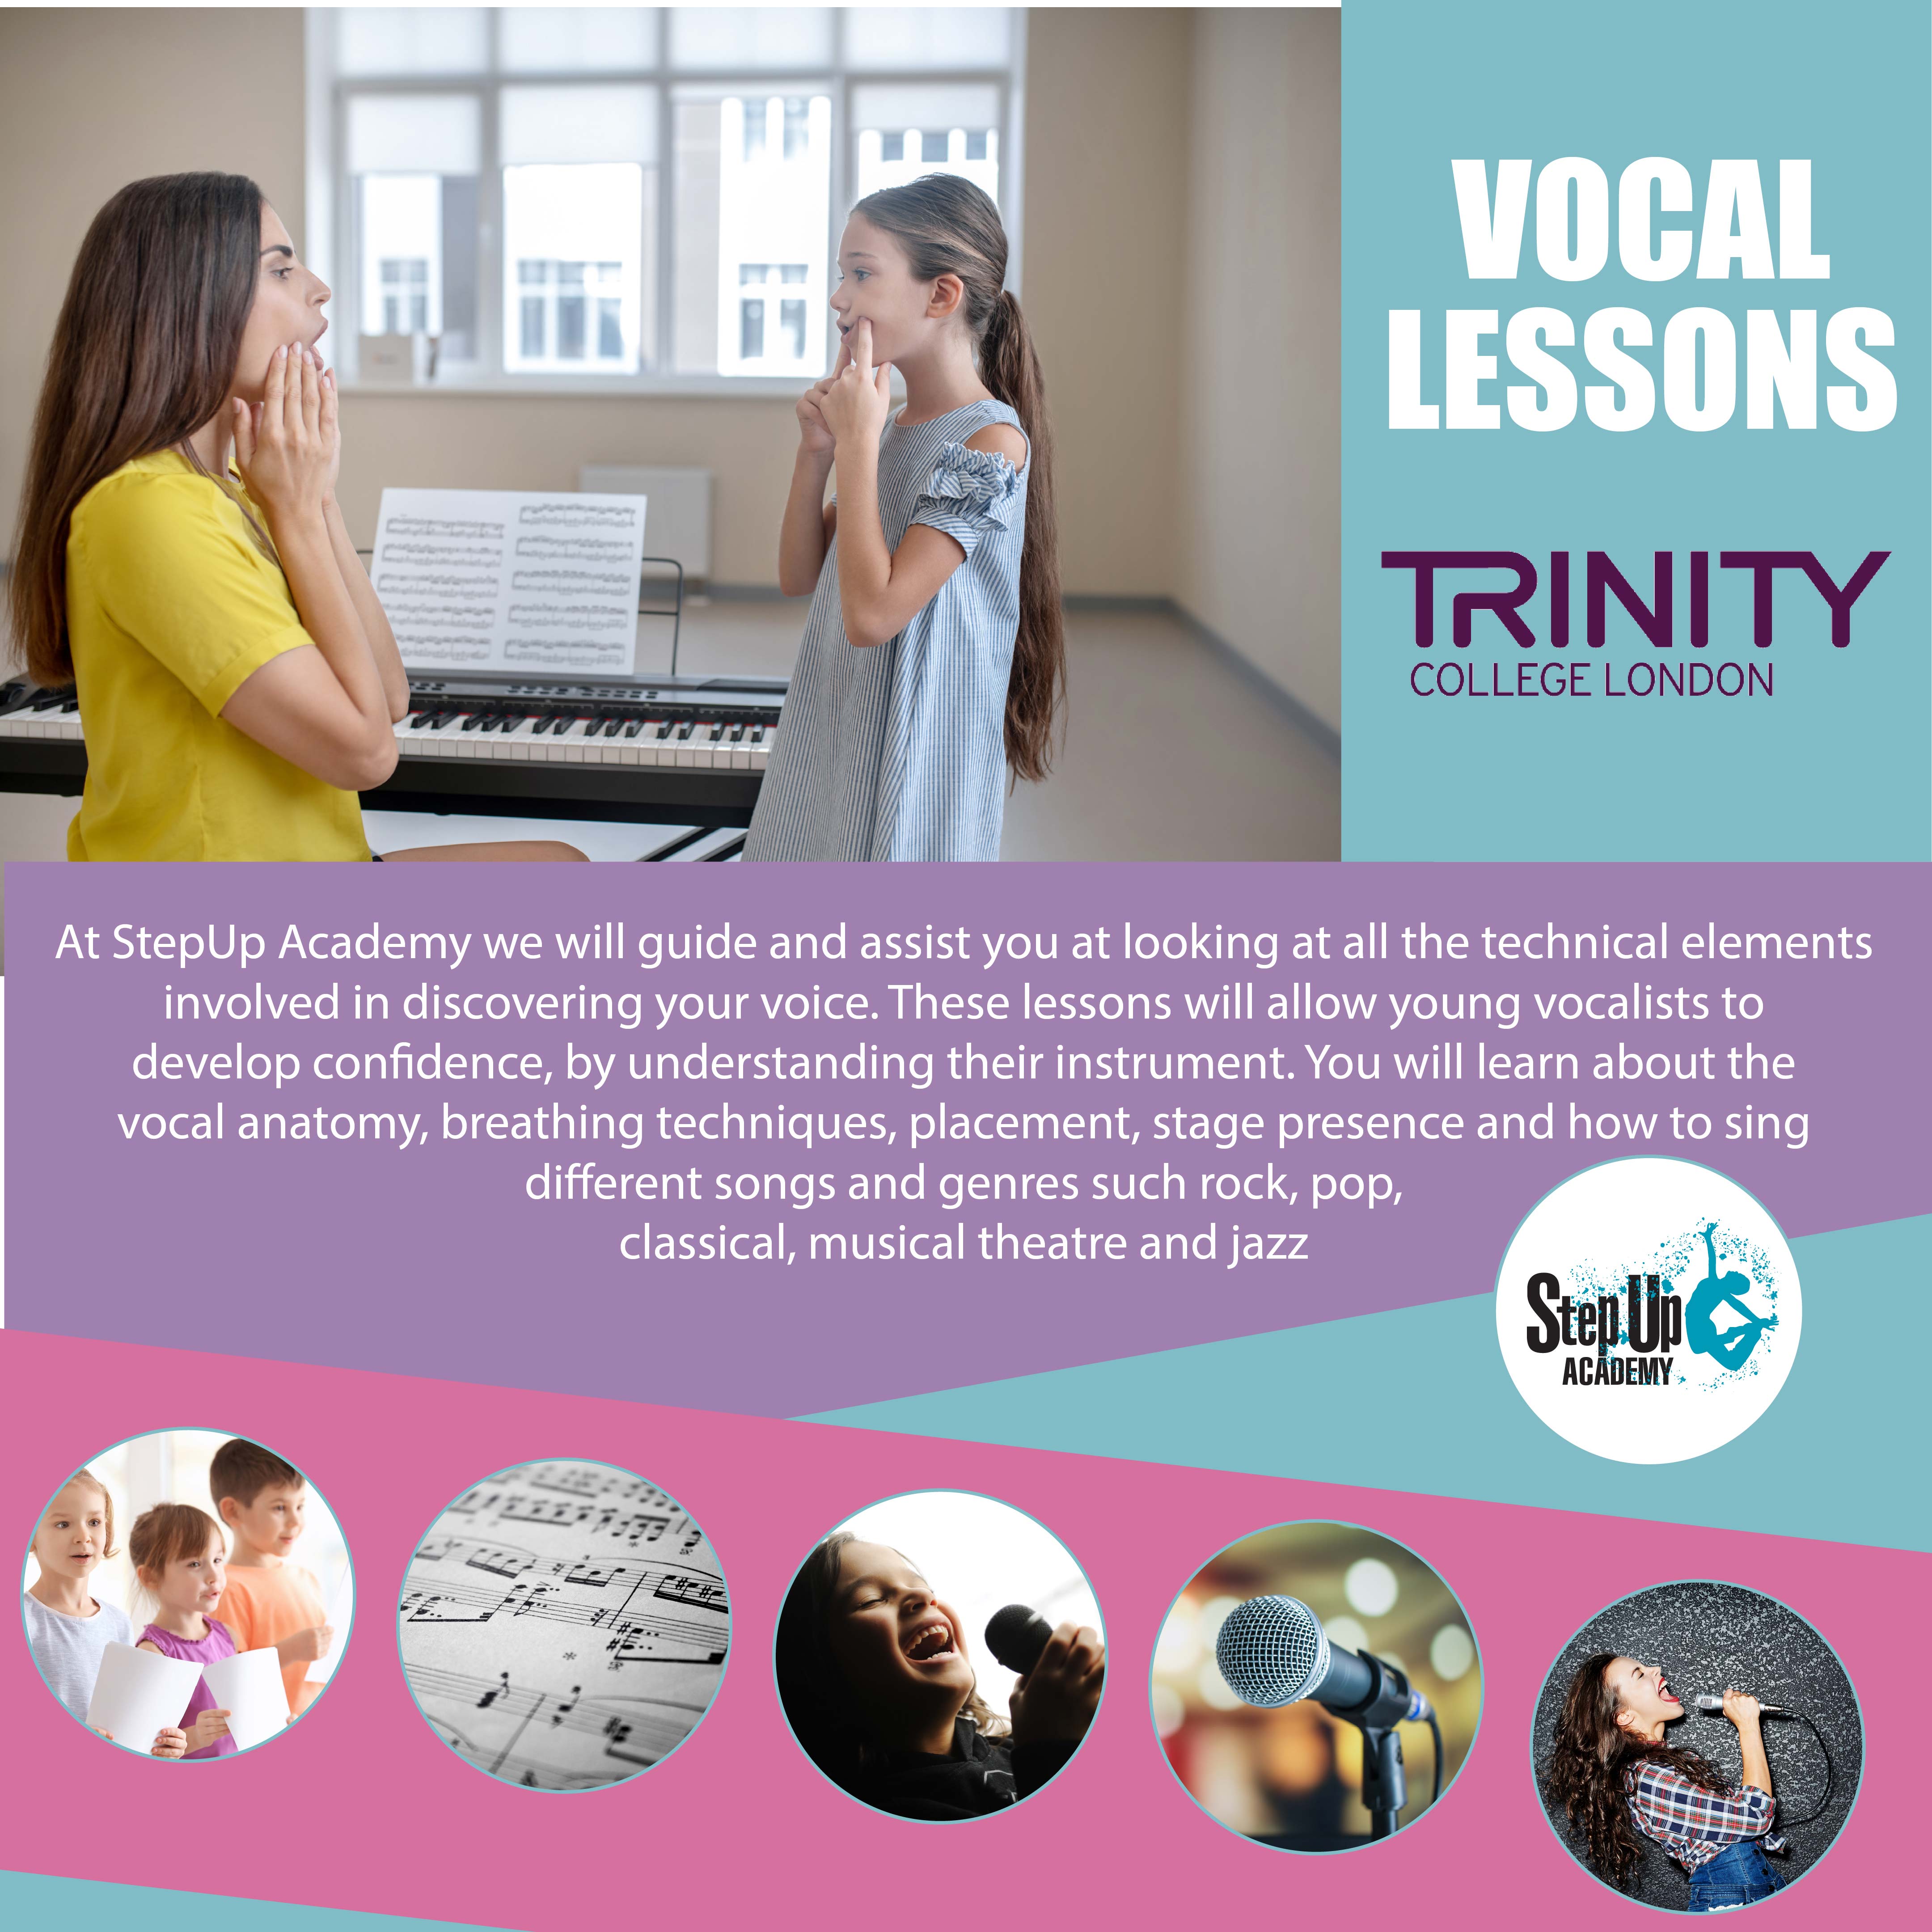 VOCAL
LESSONS
TRINITY
COLLEGE LONDON
At StepUp Academy we will guide and assist you at looking at all the technical elements
involved in discovering your voice. These lessons will allow young vocalists to
develop confidence, by understanding their instrument. You will learn about the
vocal anatomy, breathing techniques, placement, stage presence and how to sing
different songs and genres such rock, pop,
classical, musical theatre and jazz
Step Up
ACADEMY